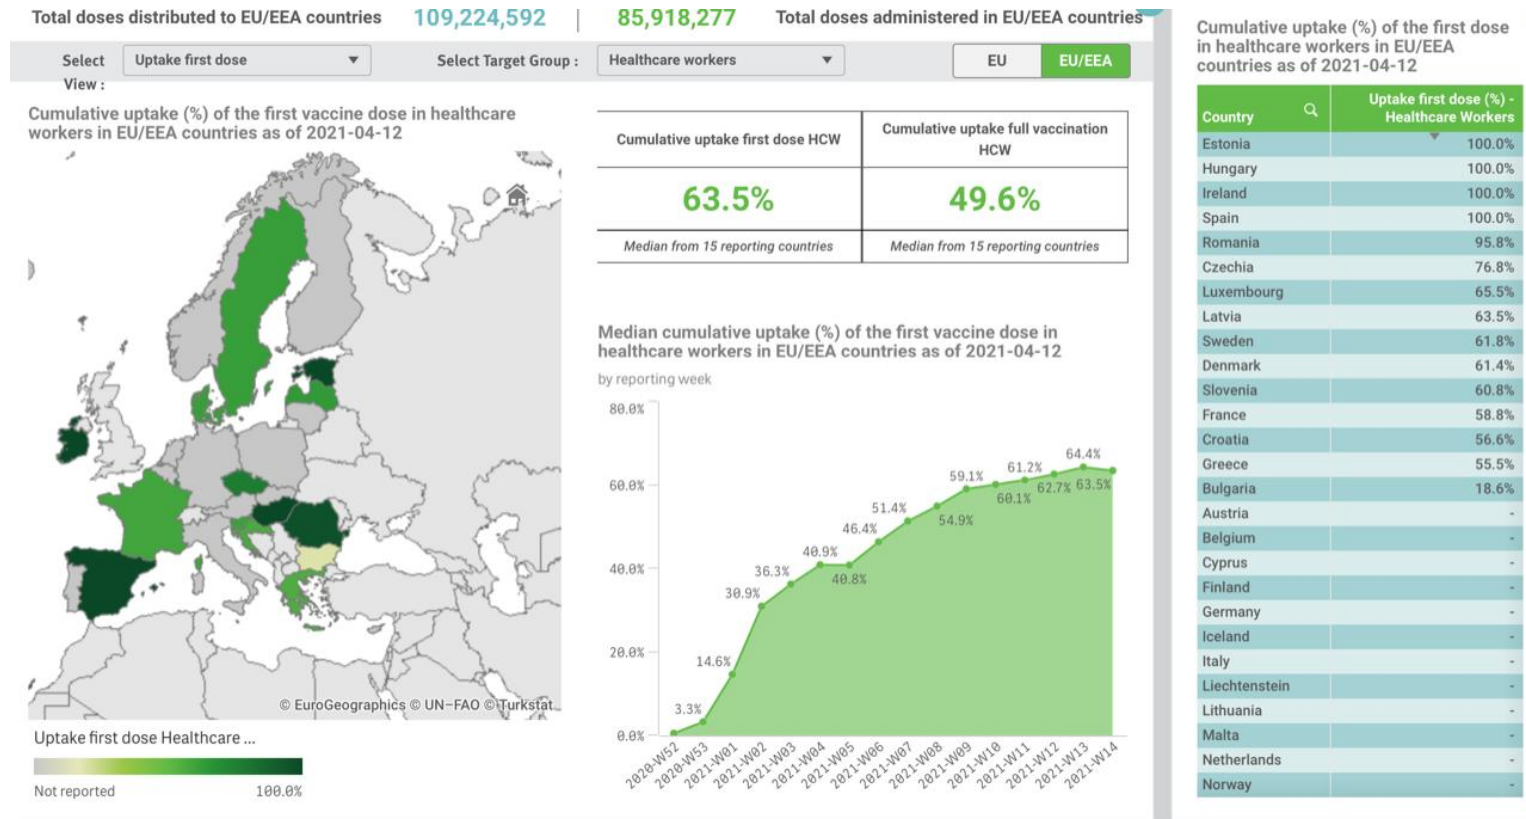 Total doses distributed to EU/EEA countries 109,224,592 | 85,918,277 Total doses administered in EU/EEA countries
Select View : Uptake first dose Select Target Group : Healthcare workers EU EU/EEA
Cumulative uptake (%) of the first vaccine dose in healthcare
workers in EU/EEA countries as of 2021-04-12
© EuroGeographics © UN-FAO © Turkstat
Uptake first dose Healthcare ...
Not reported 100.0%
Cumulative uptake first dose HCW
63.5%
Median from 15 reporting countries
Cumulative uptake full vaccination
HCW
49.6%
Median from 15 reporting countries
Median cumulative uptake (%) of the first vaccine dose in
healthcare workers in EU/EEA countries as of 2021-04-12
by reporting week
80.0%
60.0%
40.0%
20.0%
0.0%
3.3%
14.6%
30.9%
36.3%
40.9%
40.8%
46.4%
51.4%
54.9%
59.1%
60.1%
61.2%
62.7%
64.4%
63.5%
2020-W52
2020-W53
2021-W01
2021-W02
2021-W03
2021-W04
2021-W05
2021-W06
2021-W07
2021-W08
2021-W09
2021-W10
2021-W11
2021-W12
2021-W13
2021-W14
Cumulative uptake (%) of the first dose
in healthcare workers in EU/EEA
countries as of 2021-04-12
Country Uptake first dose (%) -
Healthcare Workers
Estonia 100.0%
Hungary 100.0%
Ireland 100.0%
Spain 100.0%
Romania 95.8%
Czechia 76.8%
Luxembourg 65.5%
Latvia 63.5%
Sweden 61.8%
Denmark 61.4%
Slovenia 60.8%
France 58.8%
Croatia 56.6%
Greece 55.5%
Bulgaria 18.6%
Austria -
Belgium -
Cyprus -
Finland -
Germany -
Iceland -
Italy -
Liechtenstein -
Lithuania -
Malta -
Netherlands -
Norway -